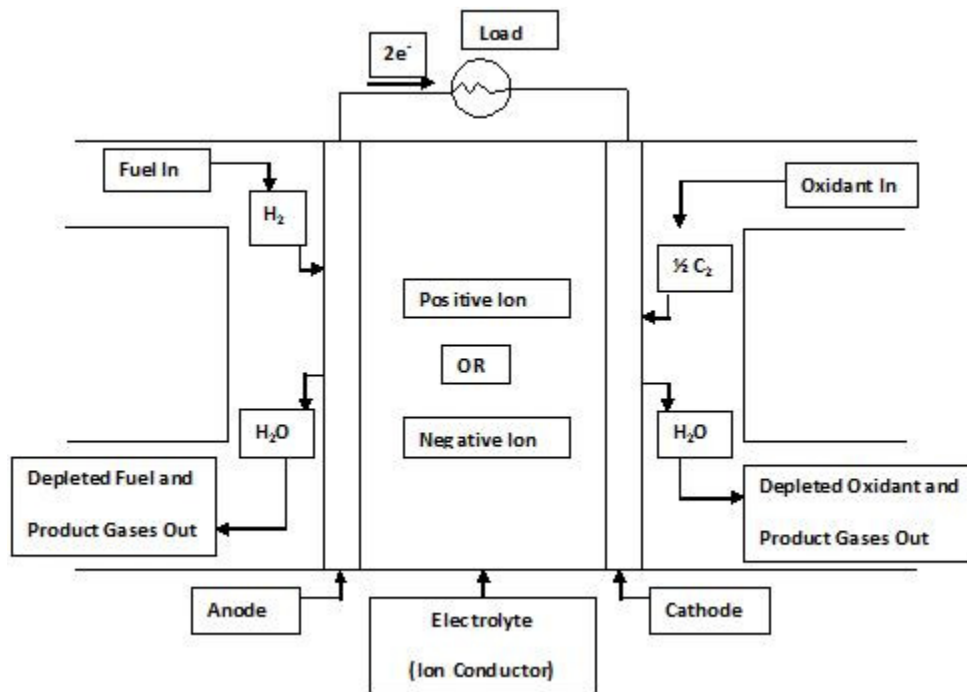 Load
2e⁻
Fuel In
Oxidant In
H₂
½ C₂
Positive Ion
OR
Negative Ion
H₂O
H₂O
Depleted Fuel and
Product Gases Out
Depleted Oxidant and
Product Gases Out
Anode
Electrolyte
(Ion Conductor)
Cathode